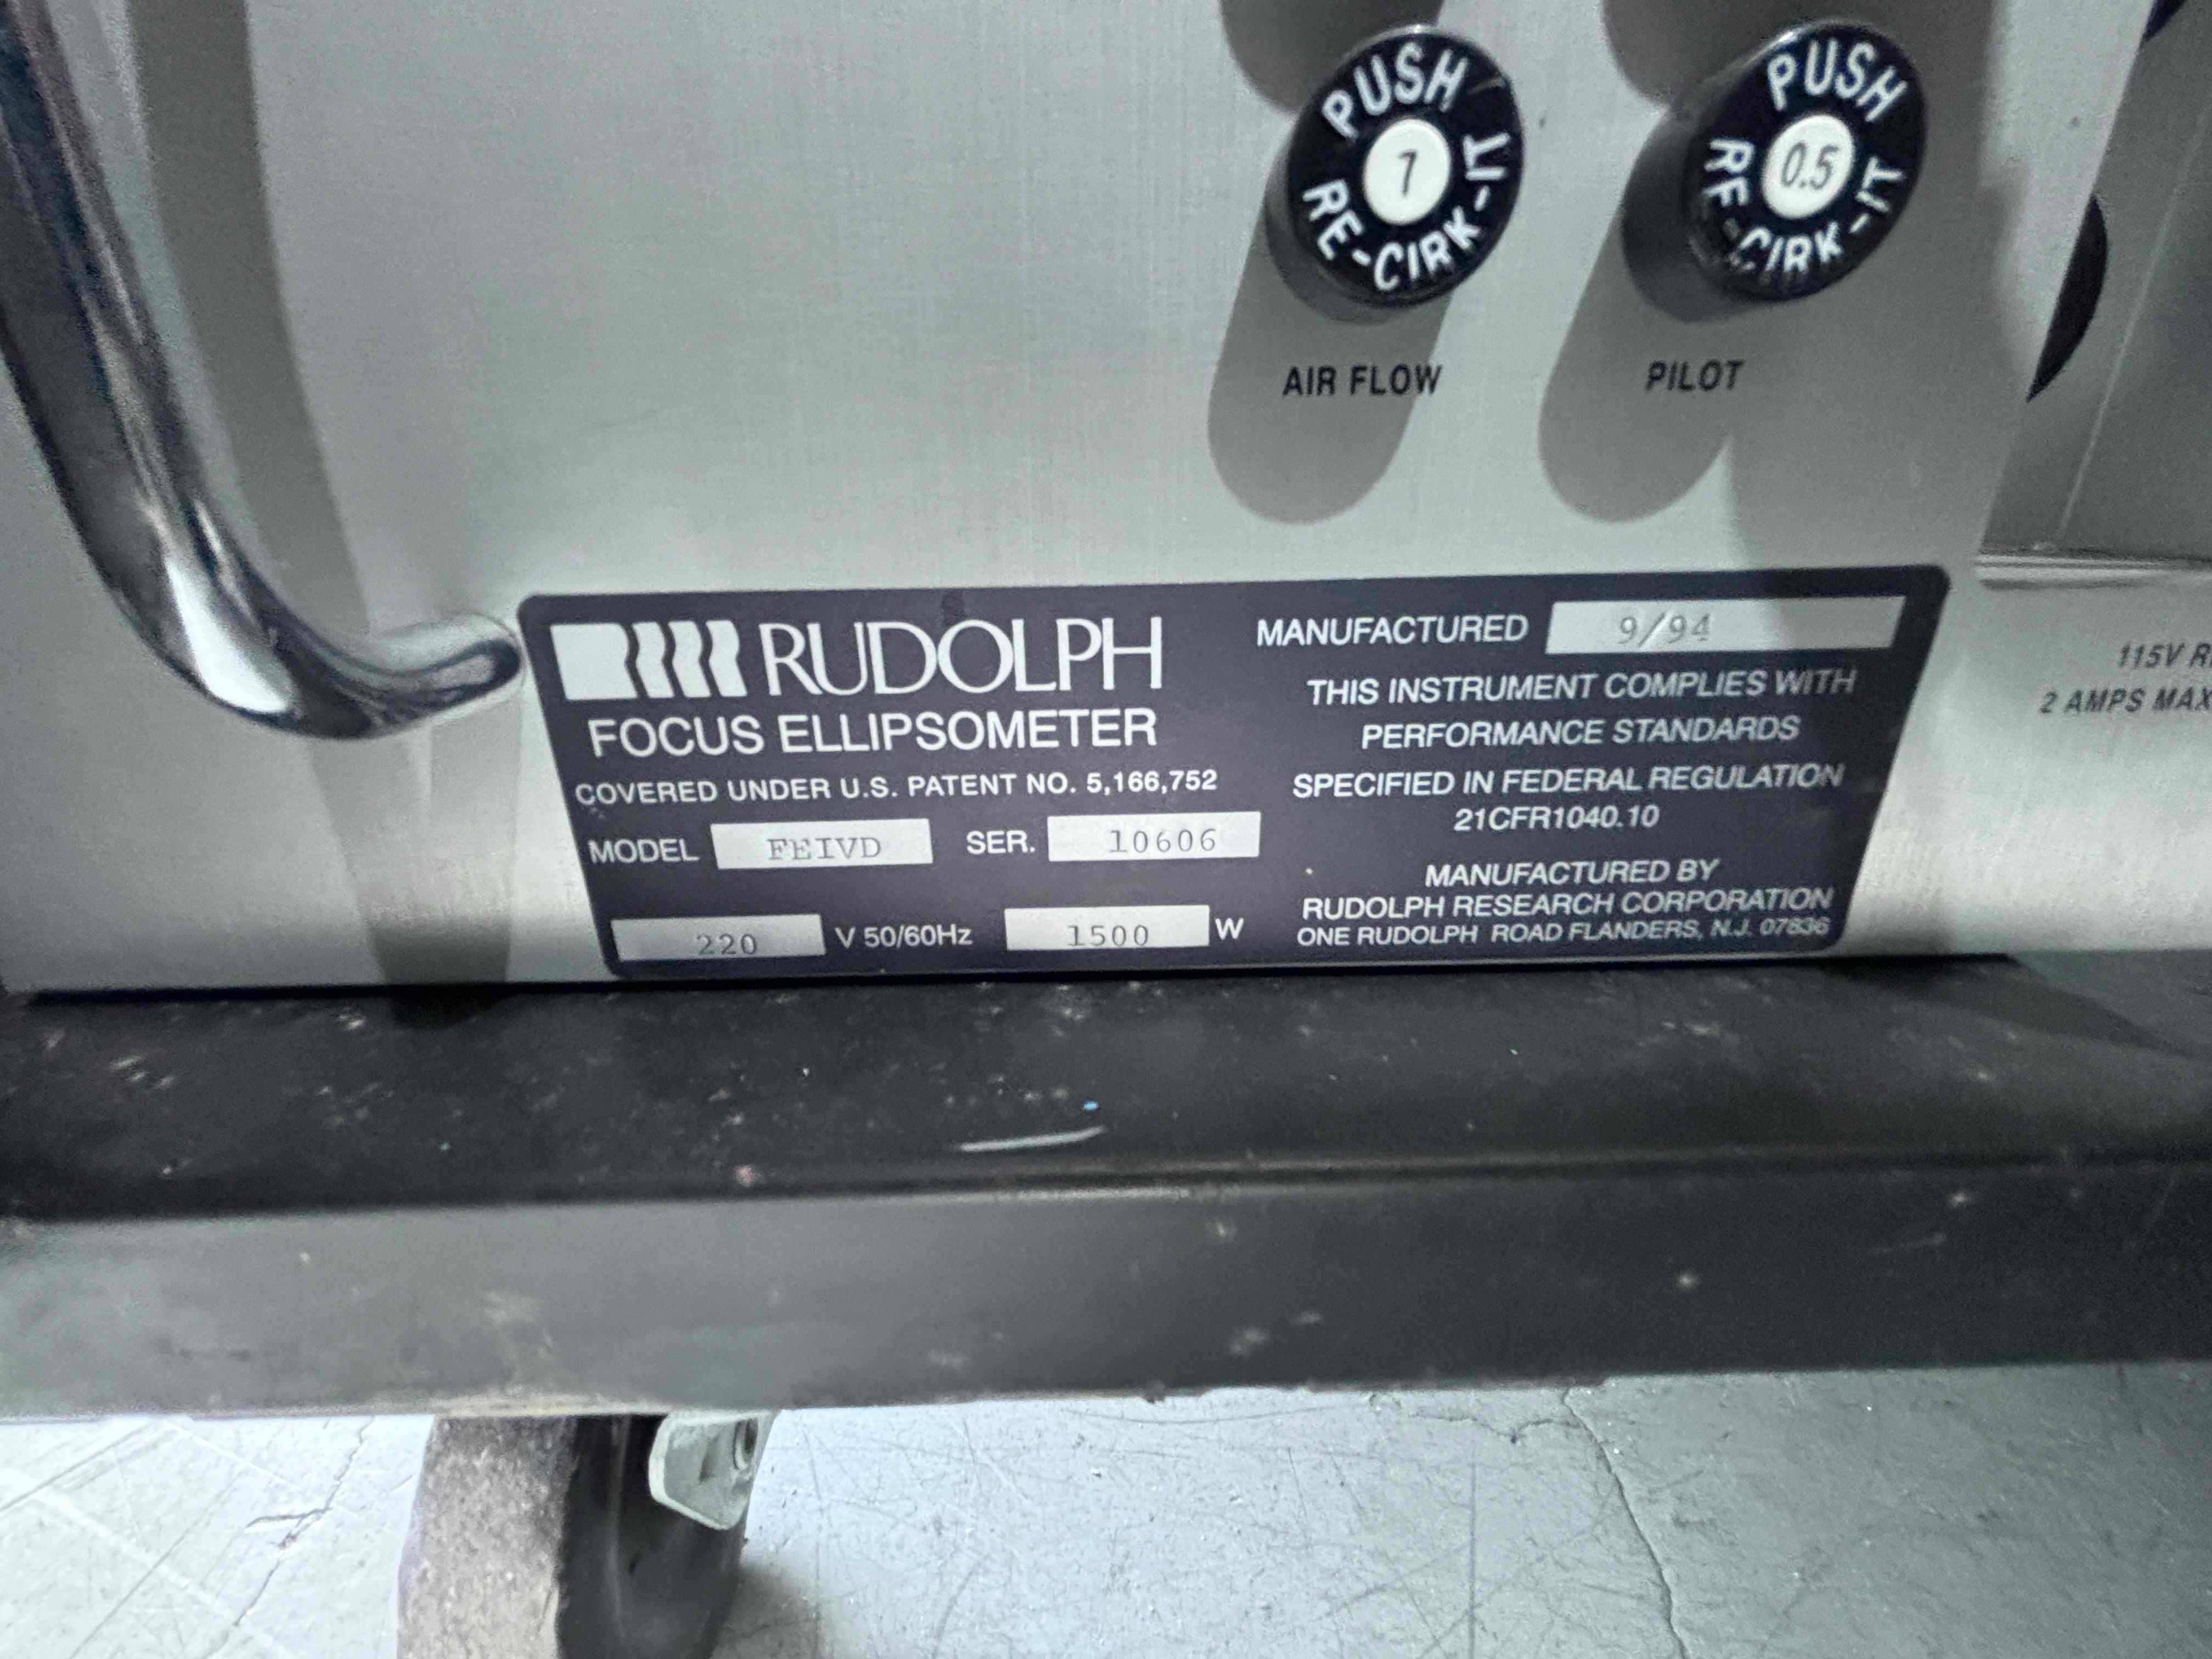 PUSH
7
RE-CIRK-IT
AIR FLOW
PUSH
0.5
RE-CIRK-IT
PILOT
RUDOLPH
FOCUS ELLIPSOMETER
COVERED UNDER U.S. PATENT NO. 5,166,752
MODEL FEIVD SER. 10606
220 V 50/60Hz 1500 W
MANUFACTURED 9/94
THIS INSTRUMENT COMPLIES WITH
PERFORMANCE STANDARDS
SPECIFIED IN FEDERAL REGULATION
21CFR1040.10
MANUFACTURED BY
RUDOLPH RESEARCH CORPORATION
ONE RUDOLPH ROAD FLANDERS, N.J. 07836
115V
2 AMPS MAX